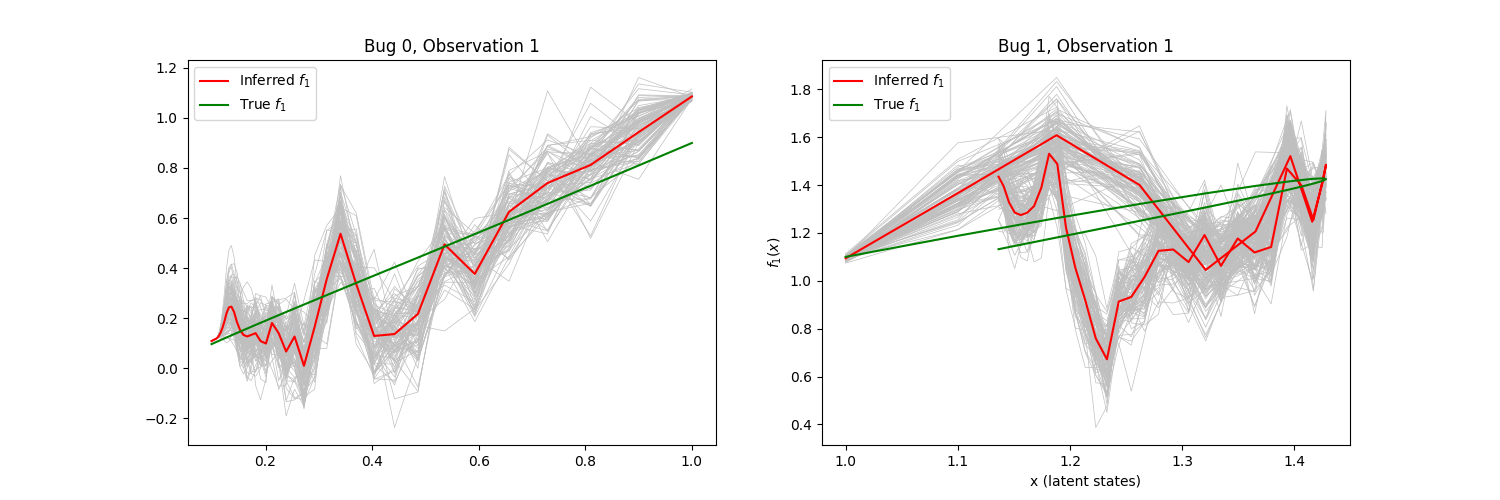 Bug 0, Observation 1
Inferred f₁
True f₁
1.2
1.0
0.8
0.6
0.4
0.2
0.0
−0.2
0.2 0.4 0.6 0.8 1.0
Bug 1, Observation 1
Inferred f₁
True f₁
f₁(x)
1.8
1.6
1.4
1.2
1.0
0.8
0.6
0.4
1.0 1.1 1.2 1.3 1.4
x (latent states)